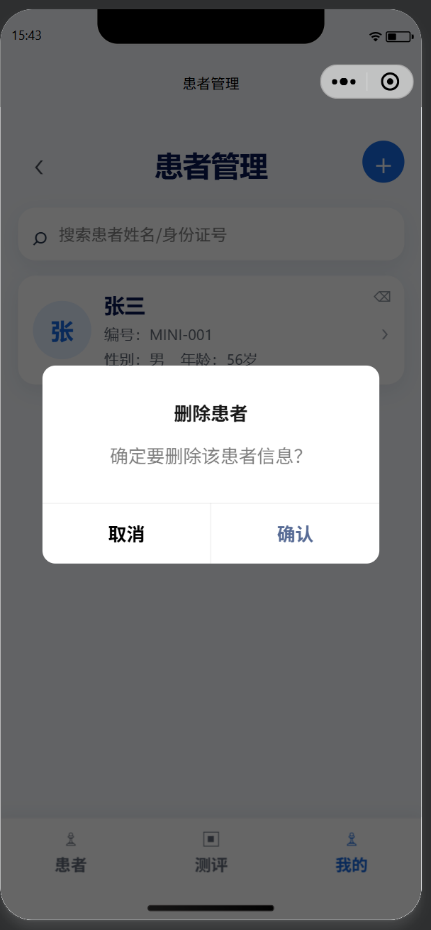 15:43
患者管理
患者管理
搜索患者姓名/身份证号
张
张三
编号：MINI-001
性别：男 年龄：56岁
删除患者
确定要删除该患者信息？
取消 确认
患者 测评 我的